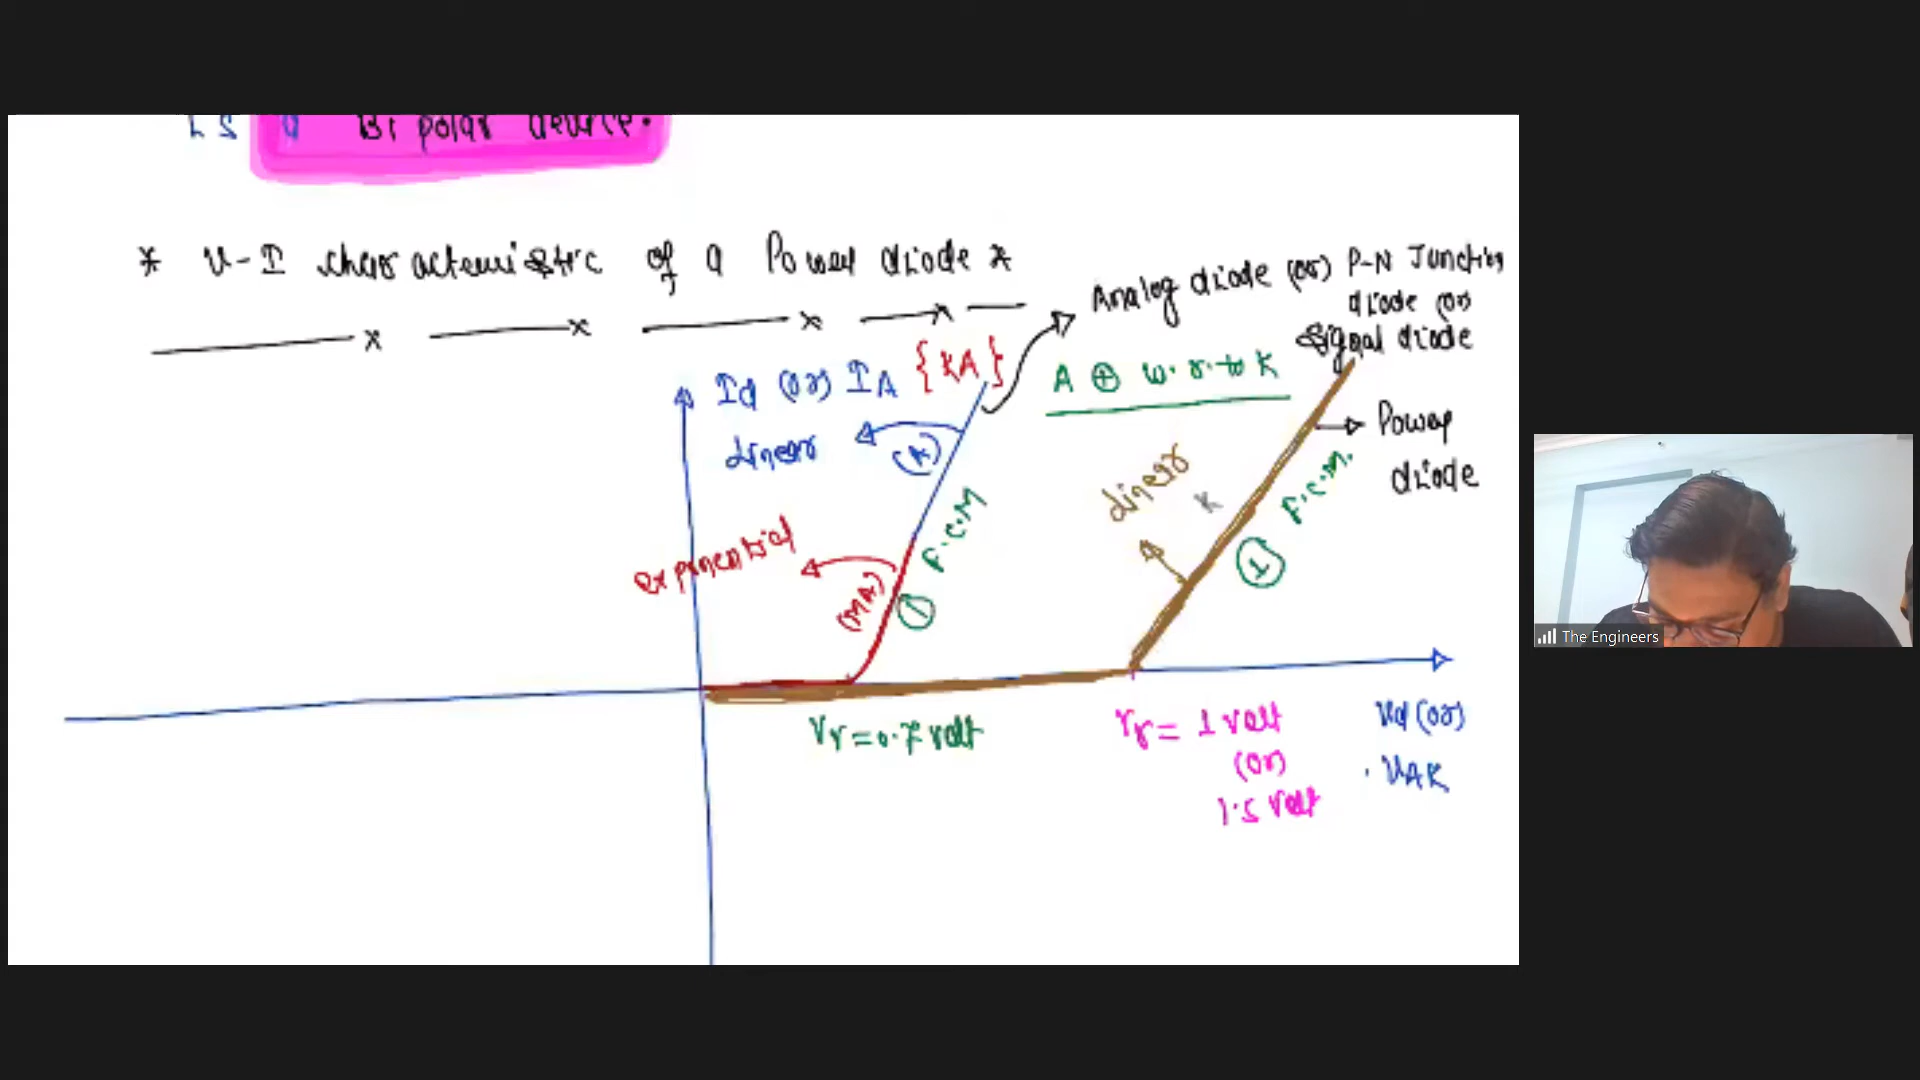 Bi polar device.
* V-I characteristic of a Power diode *
Analog diode (or) P-N Junction
diode (or)
Signal diode
Id (or) IA {KA}
A ⊕ w.r.to K
linear
(A)
Power
diode
linear
K
F.C.M.
F.C.M
exponential
(MA)
1
1
Vr = 0.7 volt
Vr = 1 volt
(or)
1.5 volt
Vd (or)
VAK
The Engineers